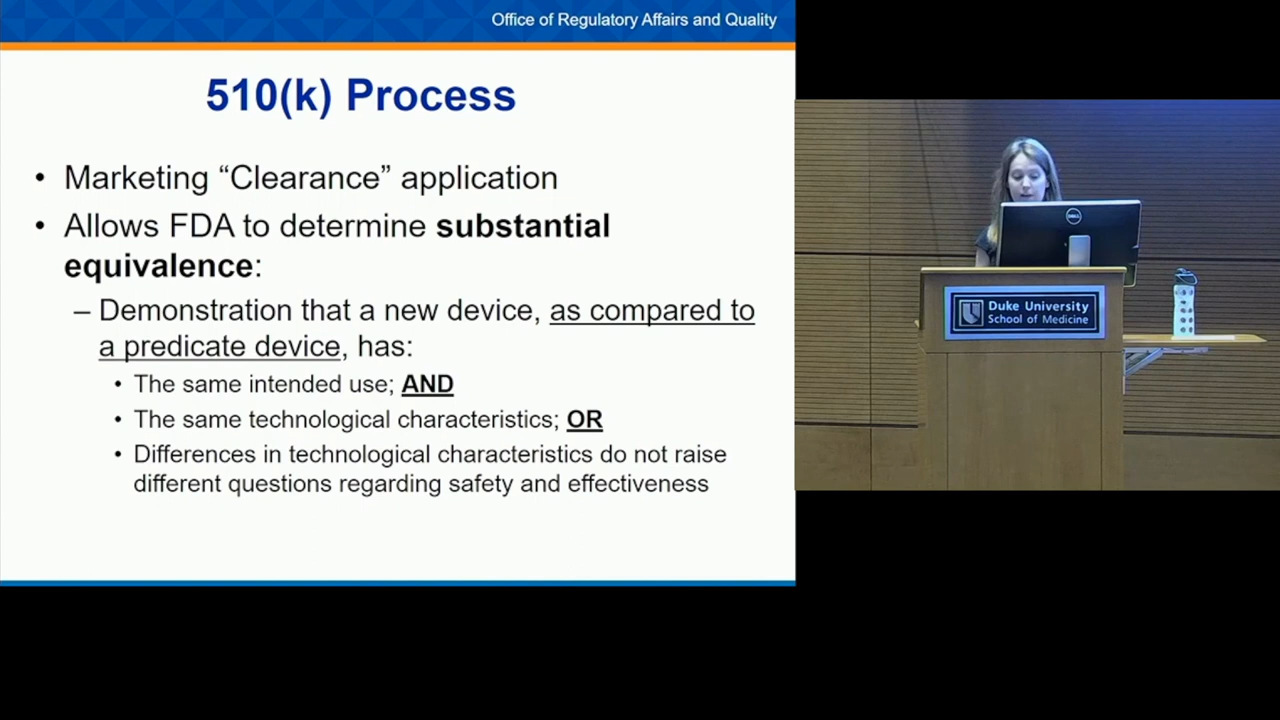 Office of Regulatory Affairs and Quality
510(k) Process
• Marketing “Clearance” application
• Allows FDA to determine substantial
equivalence:
– Demonstration that a new device, as compared to
a predicate device, has:
• The same intended use; AND
• The same technological characteristics; OR
• Differences in technological characteristics do not raise
different questions regarding safety and effectiveness
DELL
Duke University
School of Medicine